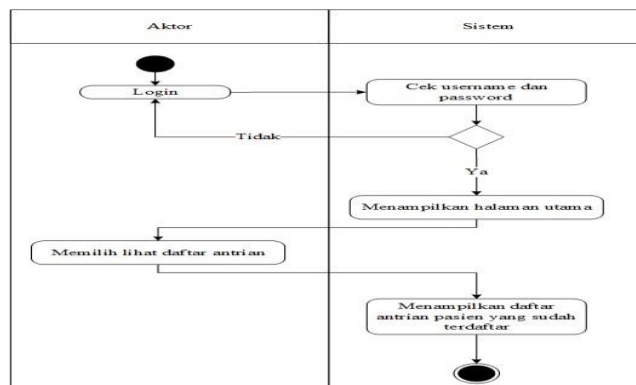 Aktor
Sistem
Login
Cek username dan
password
Tidak
Ya
Menampilkan halaman utama
Memilih lihat daftar antrian
Menampilkan daftar
antrian pasien yang sudah
terdaftar